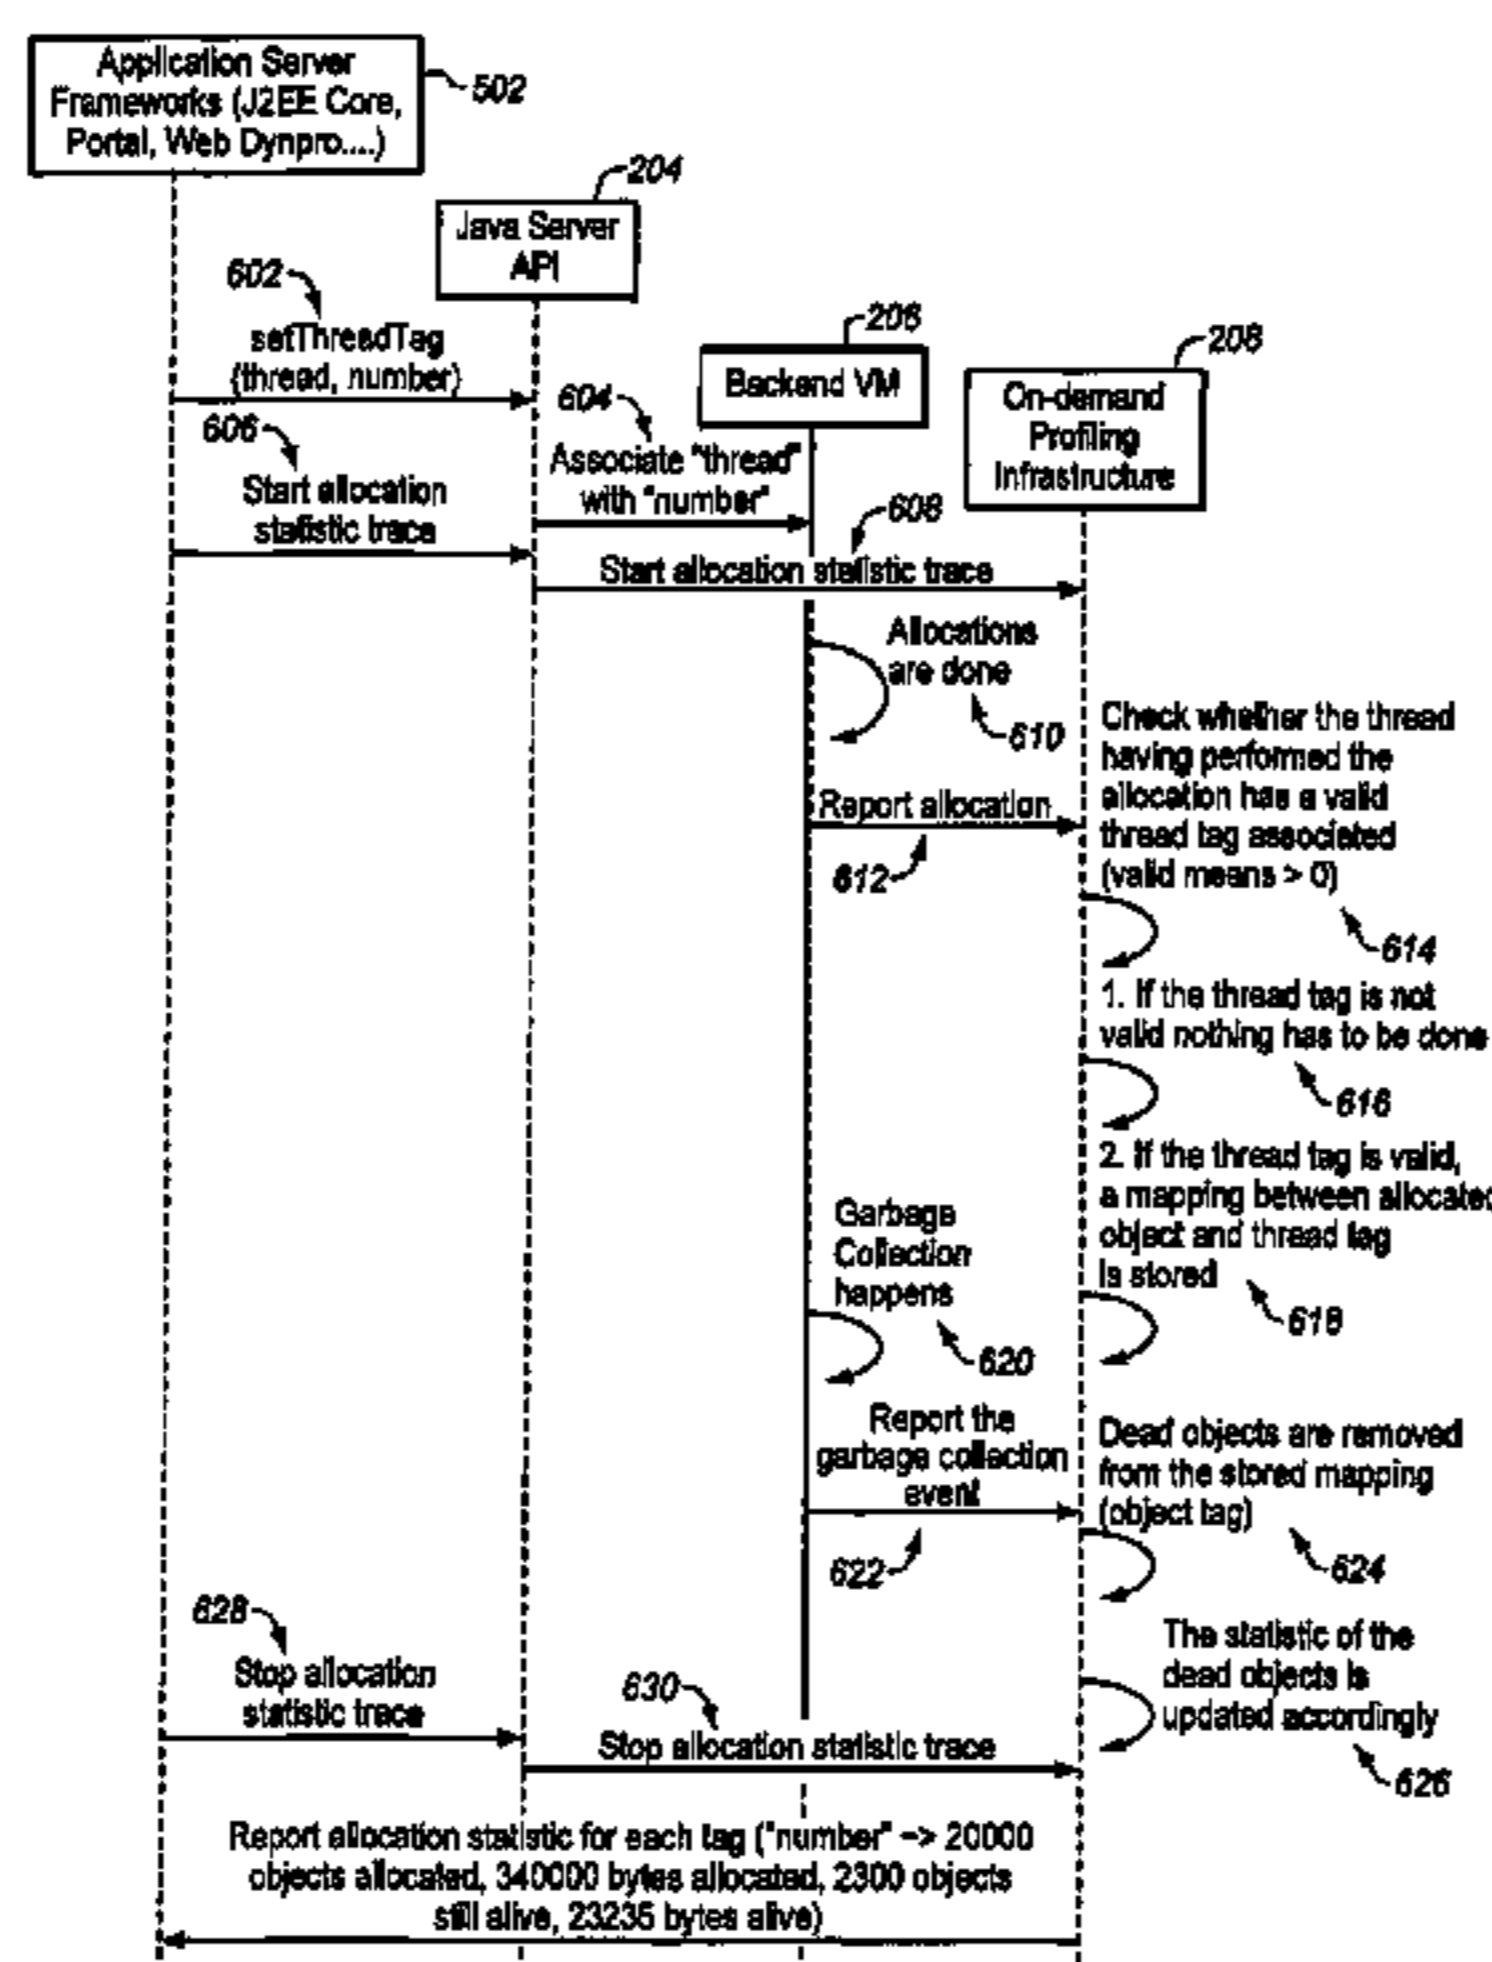 Application Server
Frameworks (J2EE Core,
Portal, Web Dynpro....)
502
204
Java Server
API
602
setThreadTag
(thread, number)
206
Backend VM
208
On-demand
Profiling
Infrastructure
604
Associate "thread"
with "number"
606
Start allocation
statistic trace
608
Start allocation statistic trace
Allocations
are done
610
Report allocation
612
Check whether the thread
having performed the
allocation has a valid
thread tag associated
(valid means > 0)
614
1. If the thread tag is not
valid nothing has to be done
616
2. If the thread tag is valid,
a mapping between allocated
object and thread tag
is stored
618
Garbage
Collection
happens
620
Report the
garbage collection
event
622
Dead objects are removed
from the stored mapping
(object tag)
624
The statistic of the
dead objects is
updated accordingly
626
628
Stop allocation
statistic trace
630
Stop allocation statistic trace
Report allocation statistic for each tag ("number" -> 20000
objects allocated, 340000 bytes allocated, 2300 objects
still alive, 23235 bytes alive)